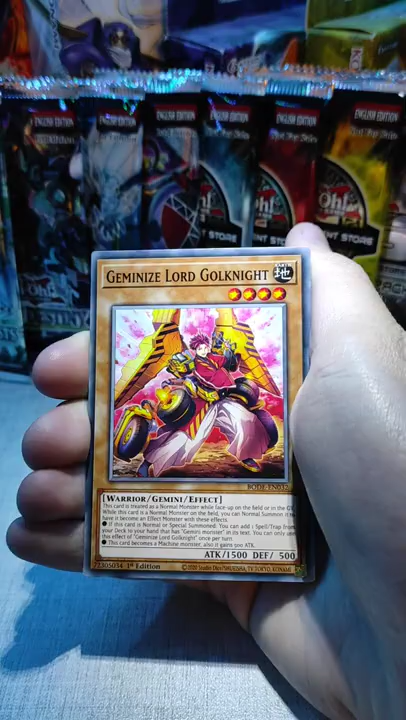 ENGLISH EDITION
ENGLISH EDITION
ENGLISH EDITION
ENGLISH EDITION
ENGLISH EDITION
GEMINIZE LORD GOLKNIGHT
EARTH
地
BODE-EN032
[WARRIOR/GEMINI/EFFECT]
This card is treated as a Normal Monster while face-up on the field or in the GY.
While this card is a Normal Monster on the field, you can Normal Summon it to
have it become an Effect Monster with these effects.
● If this card is Normal or Special Summoned: You can add 1 Spell/Trap from
your Deck to your hand that has "Gemini monster" in its text. You can only use
this effect of "Geminize Lord Golknight" once per turn.
● This card becomes a Machine monster, also it gains 500 ATK.
ATK/1500 DEF/ 500
1st Edition